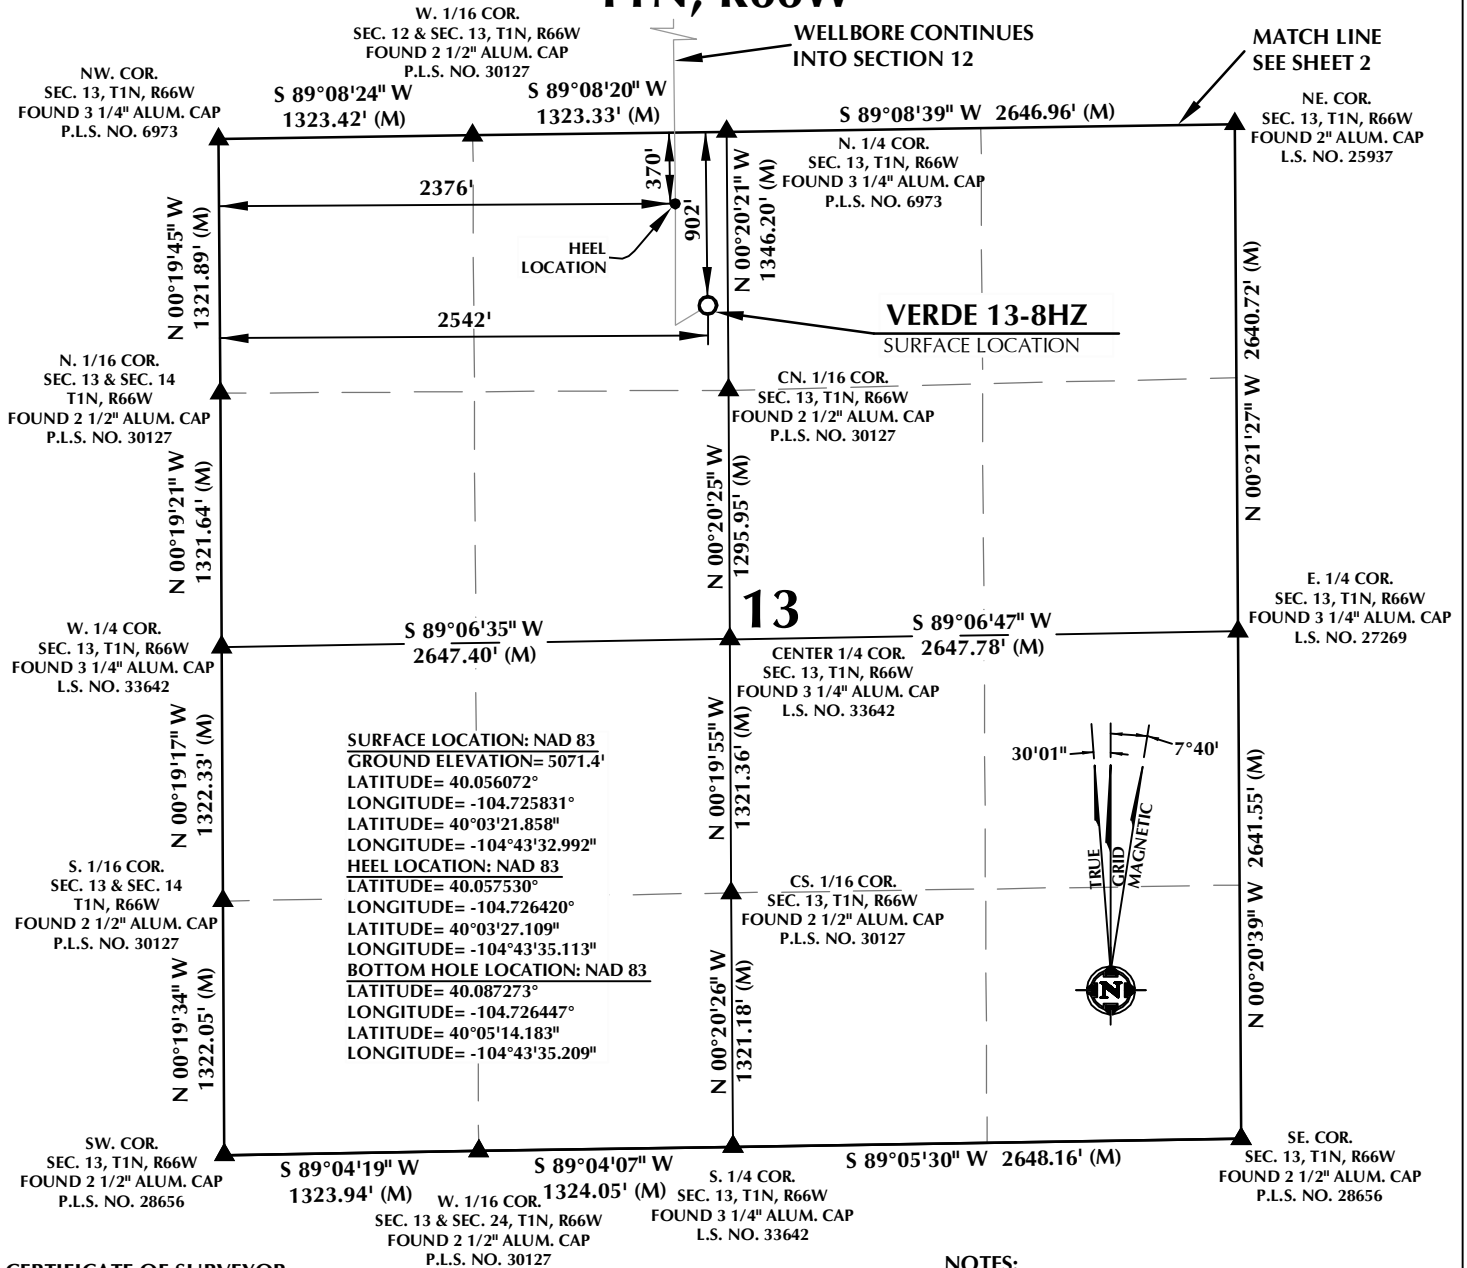 W. 1/16 COR.
SEC. 12 & SEC. 13, T1N, R66W
FOUND 2 1/2" ALUM. CAP
P.L.S. NO. 30127
WELLBORE CONTINUES
INTO SECTION 12
MATCH LINE
SEE SHEET 2
NW. COR.
SEC. 13, T1N, R66W
FOUND 3 1/4" ALUM. CAP
P.L.S. NO. 6973
S 89°08'24" W
1323.42' (M)
S 89°08'20" W
1323.33' (M)
S 89°08'39" W 2646.96' (M)
NE. COR.
SEC. 13, T1N, R66W
FOUND 2" ALUM. CAP
L.S. NO. 25937
N. 1/4 COR.
SEC. 13, T1N, R66W
FOUND 3 1/4" ALUM. CAP
P.L.S. NO. 6973
370'
2376'
902'
N 00°20'21" W
1346.20' (M)
N 00°19'45" W
1321.89' (M)
HEEL
LOCATION
2542'
VERDE 13-8HZ
SURFACE LOCATION
N 00°21'27" W 2640.72' (M)
N. 1/16 COR.
SEC. 13 & SEC. 14
T1N, R66W
FOUND 2 1/2" ALUM. CAP
P.L.S. NO. 30127
CN. 1/16 COR.
SEC. 13, T1N, R66W
FOUND 2 1/2" ALUM. CAP
P.L.S. NO. 30127
N 00°19'21" W
1321.64' (M)
N 00°20'25" W
1295.95' (M)
13
W. 1/4 COR.
SEC. 13, T1N, R66W
FOUND 3 1/4" ALUM. CAP
L.S. NO. 33642
S 89°06'35" W
2647.40' (M)
S 89°06'47" W
2647.78' (M)
E. 1/4 COR.
SEC. 13, T1N, R66W
FOUND 3 1/4" ALUM. CAP
L.S. NO. 27269
CENTER 1/4 COR.
SEC. 13, T1N, R66W
FOUND 3 1/4" ALUM. CAP
L.S. NO. 33642
N 00°19'17" W
1322.33' (M)
SURFACE LOCATION: NAD 83
GROUND ELEVATION= 5071.4'
LATITUDE= 40.056072°
LONGITUDE= -104.725831°
LATITUDE= 40°03'21.858"
LONGITUDE= -104°43'32.992"
HEEL LOCATION: NAD 83
LATITUDE= 40.057530°
LONGITUDE= -104.726420°
LATITUDE= 40°03'27.109"
LONGITUDE= -104°43'35.113"
BOTTOM HOLE LOCATION: NAD 83
LATITUDE= 40.087273°
LONGITUDE= -104.726447°
LATITUDE= 40°05'14.183"
LONGITUDE= -104°43'35.209"
N 00°19'55" W
1321.36' (M)
30'01"
7°40'
TRUE
GRID
MAGNETIC
N
N 00°20'39" W 2641.55' (M)
S. 1/16 COR.
SEC. 13 & SEC. 14
T1N, R66W
FOUND 2 1/2" ALUM. CAP
P.L.S. NO. 30127
CS. 1/16 COR.
SEC. 13, T1N, R66W
FOUND 2 1/2" ALUM. CAP
P.L.S. NO. 30127
N 00°19'34" W
1322.05' (M)
N 00°20'26" W
1321.18' (M)
SW. COR.
SEC. 13, T1N, R66W
FOUND 2 1/2" ALUM. CAP
P.L.S. NO. 28656
S 89°04'19" W
1323.94' (M)
S 89°04'07" W
1324.05' (M)
S 89°05'30" W 2648.16' (M)
SE. COR.
SEC. 13, T1N, R66W
FOUND 2 1/2" ALUM. CAP
P.L.S. NO. 28656
W. 1/16 COR.
SEC. 13 & SEC. 24, T1N, R66W
FOUND 2 1/2" ALUM. CAP
P.L.S. NO. 30127
S. 1/4 COR.
SEC. 13, T1N, R66W
FOUND 3 1/4" ALUM. CAP
L.S. NO. 33642
CERTIFICATE OF SURVEYOR
NOTES: